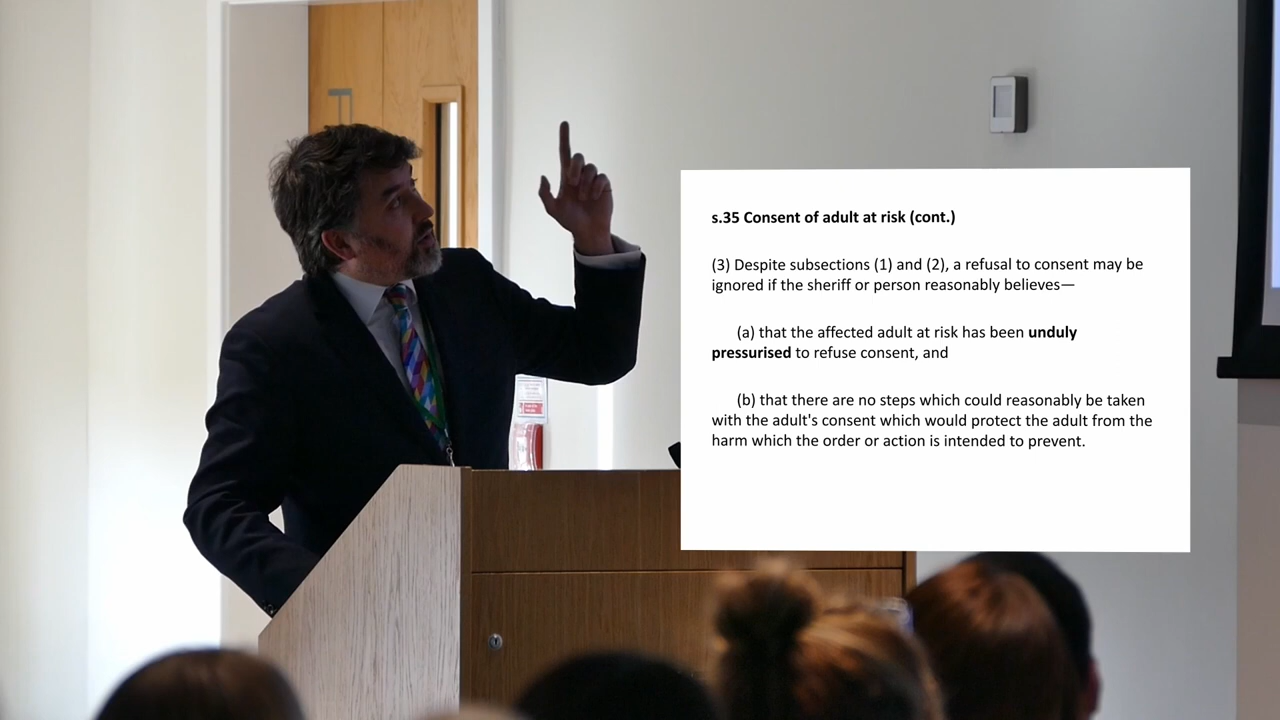 s.35 Consent of adult at risk (cont.)
(3) Despite subsections (1) and (2), a refusal to consent may be
ignored if the sheriff or person reasonably believes—
(a) that the affected adult at risk has been unduly
pressurised to refuse consent, and
(b) that there are no steps which could reasonably be taken
with the adult's consent which would protect the adult from the
harm which the order or action is intended to prevent.